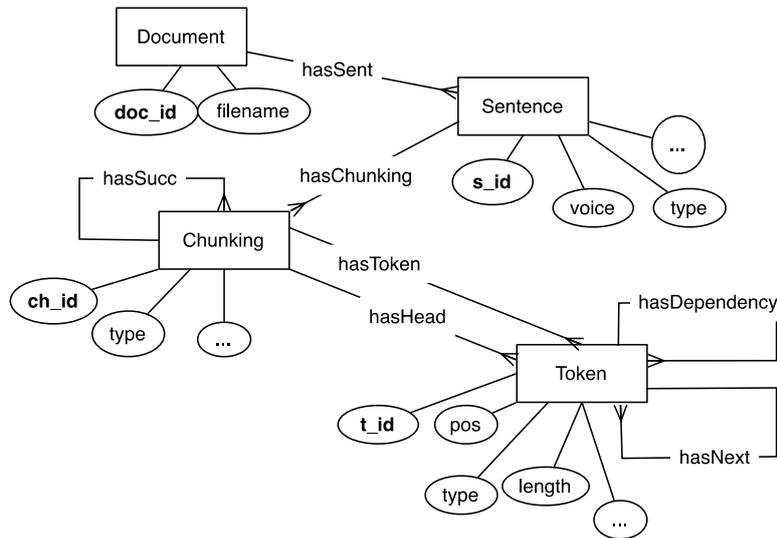 Document
hasSent
doc_id
filename
Sentence
...
hasChunking
hasSucc
s_id
voice
type
Chunking
hasToken
ch_id
type
...
hasHead
hasDependency
Token
t_id
pos
type
length
hasNext
...